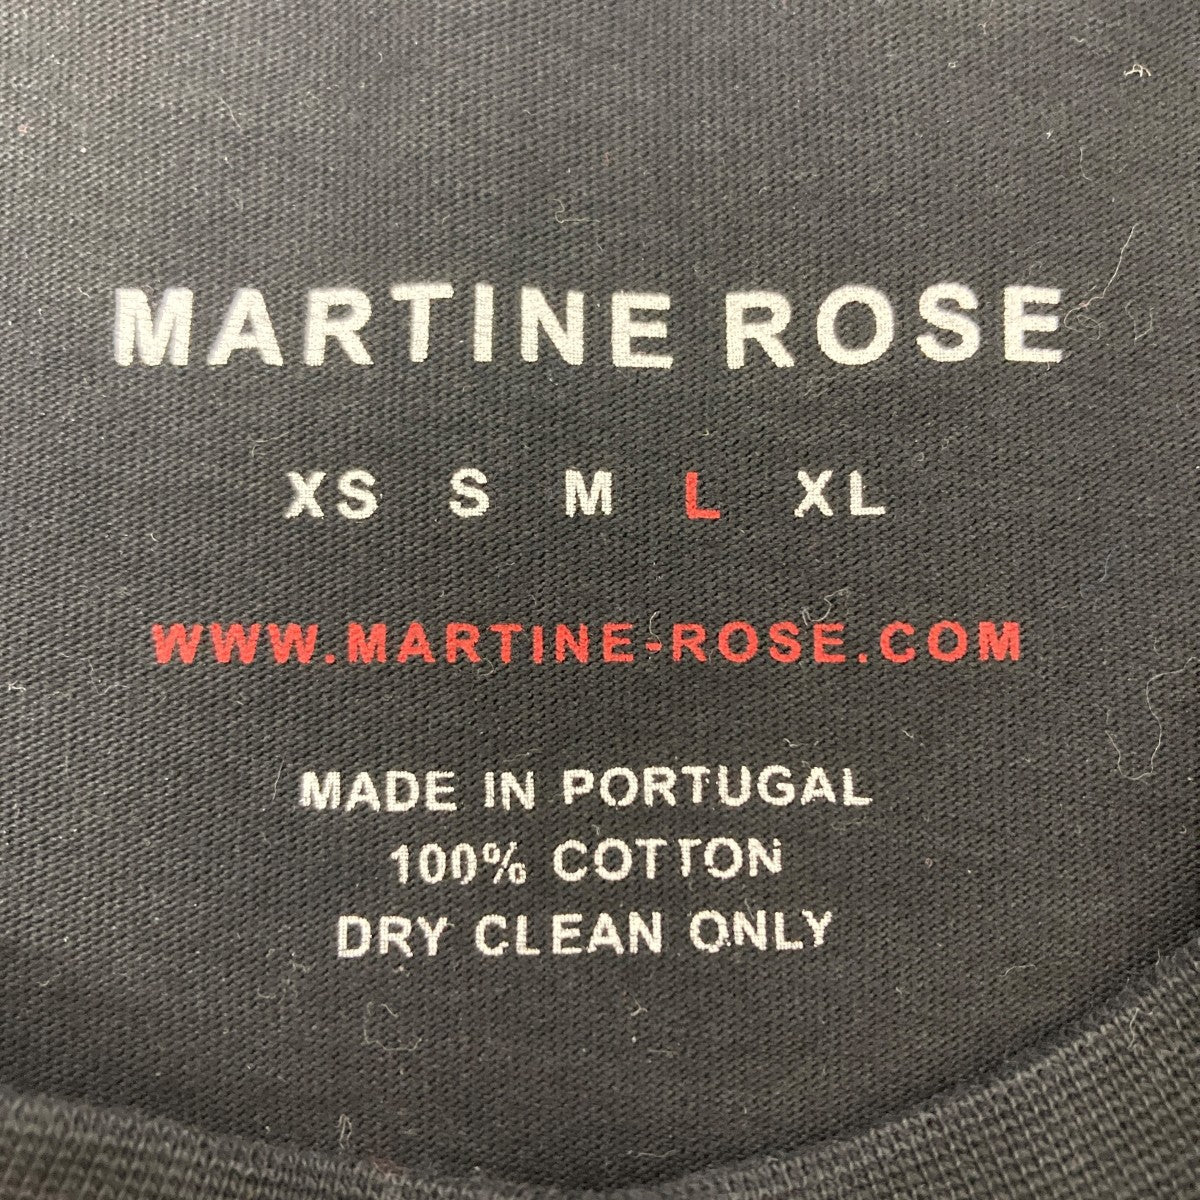 MARTINE ROSE
XS S M L XL
WWW.MARTINE-ROSE.COM
MADE IN PORTUGAL
100% COTTON
DRY CLEAN ONLY